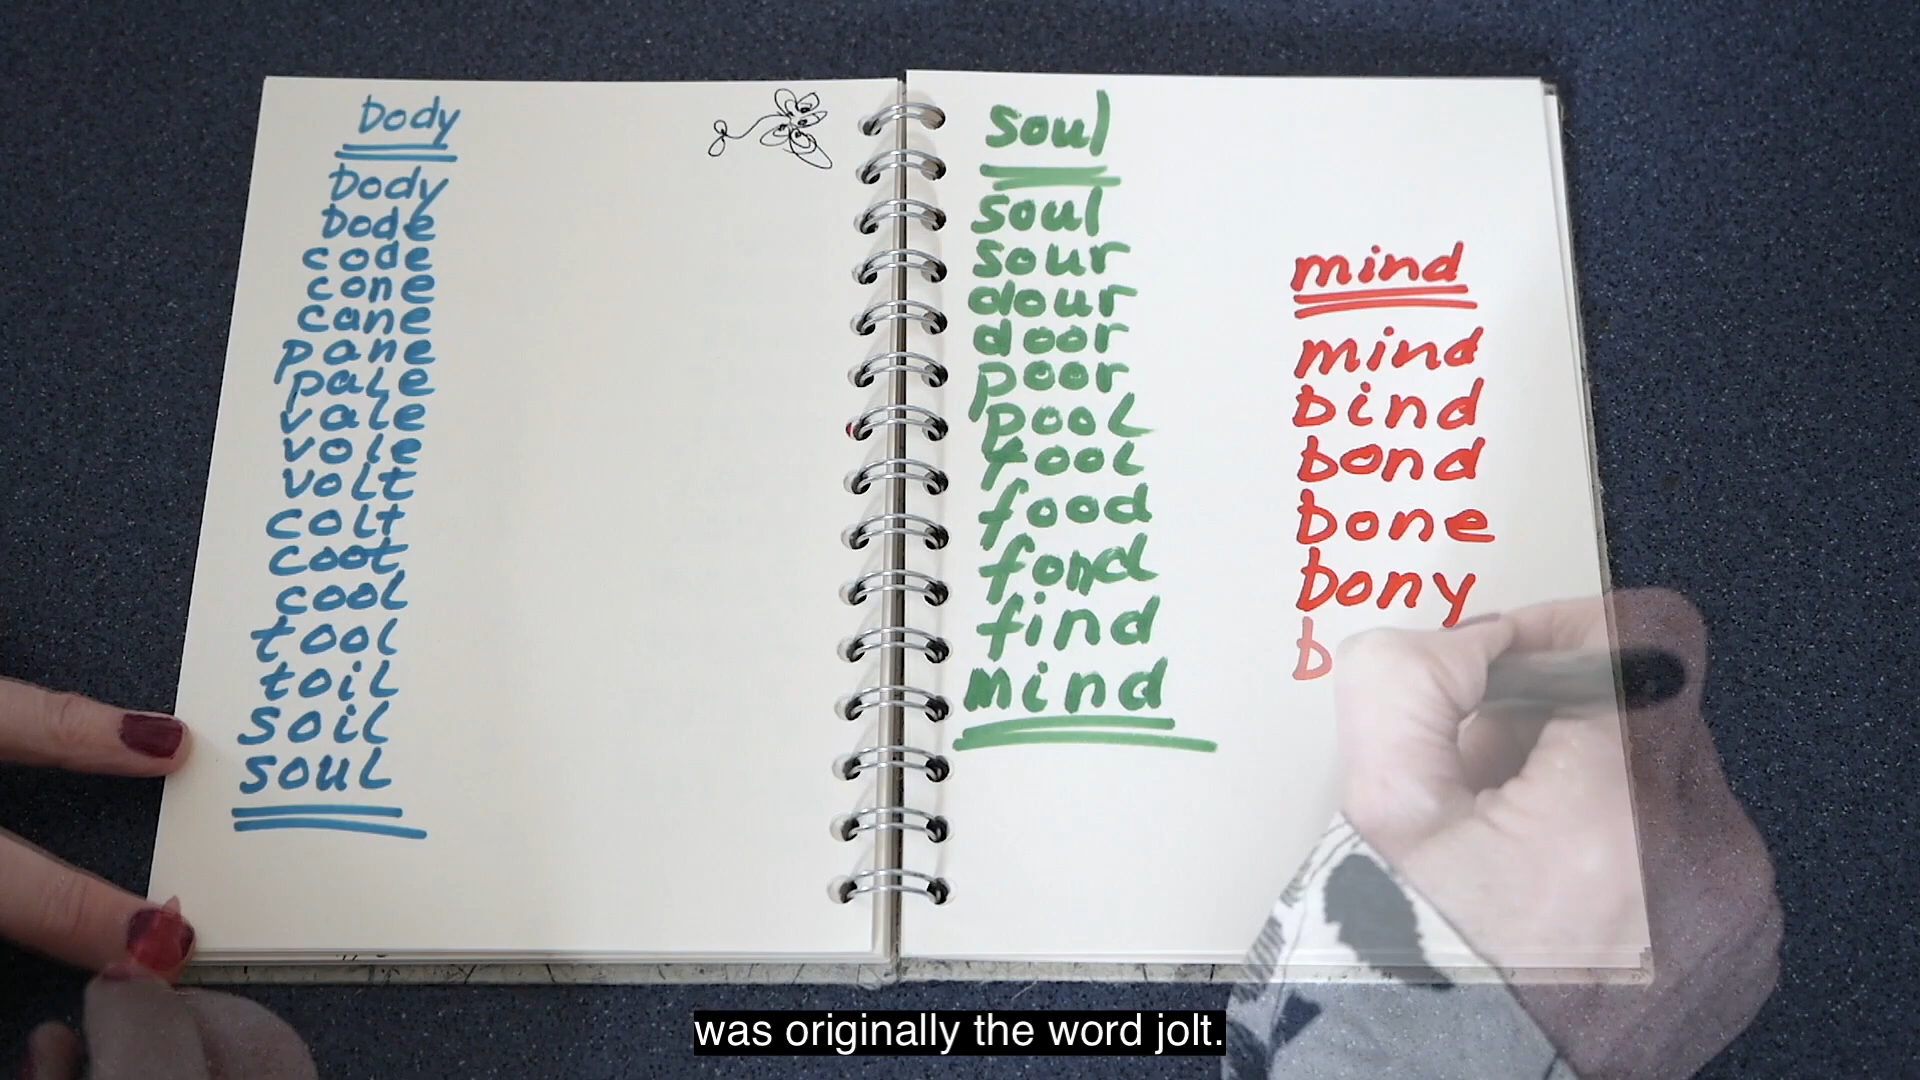 Body
Body
Bode
code
cone
cane
pane
pale
vale
vole
volt
colt
coot
cool
tool
toil
soil
soul
soul
soul
sour
dour
door
poor
pool
fool
food
fond
find
mind
mind
mind
bind
bond
bone
bony
b
was originally the word jolt.